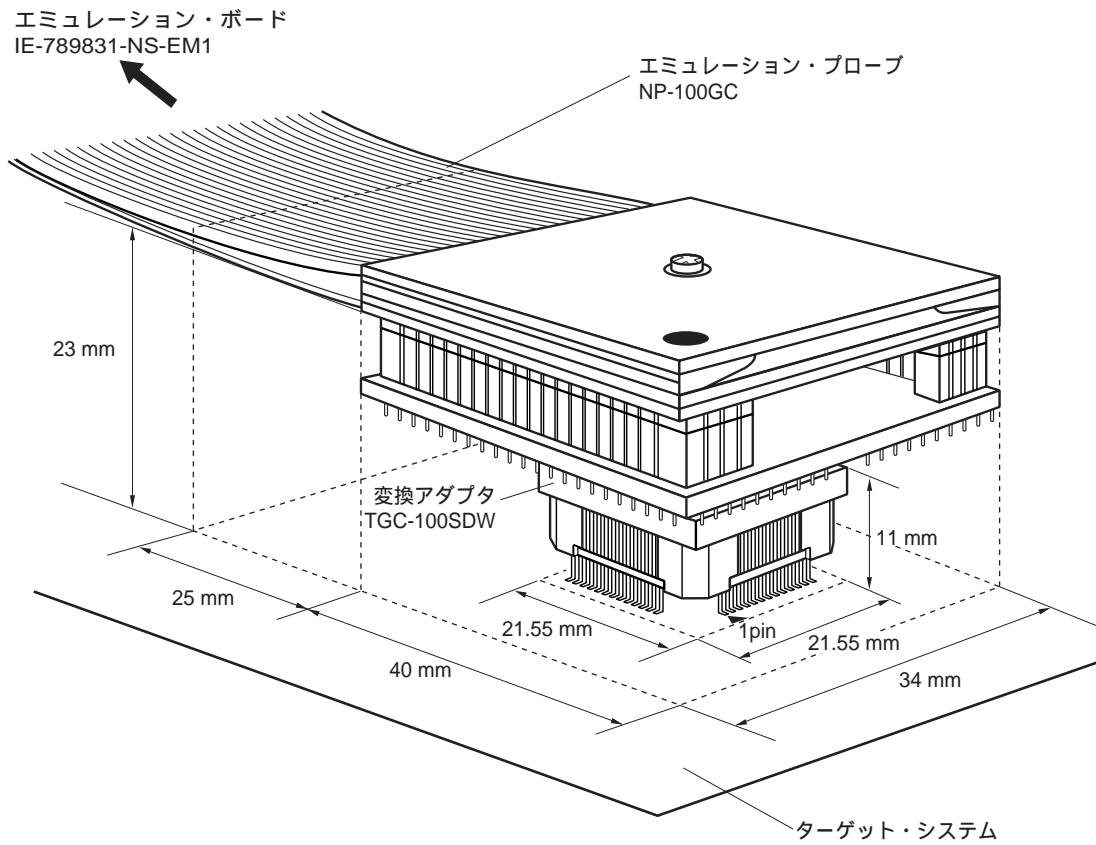 エミュレーション・ボード
IE-789831-NS-EM1
エミュレーション・プローブ
NP-100GC
23 mm
変換アダプタ
TGC-100SDW
11 mm
25 mm
21.55 mm
1pin
21.55 mm
40 mm
34 mm
ターゲット・システム